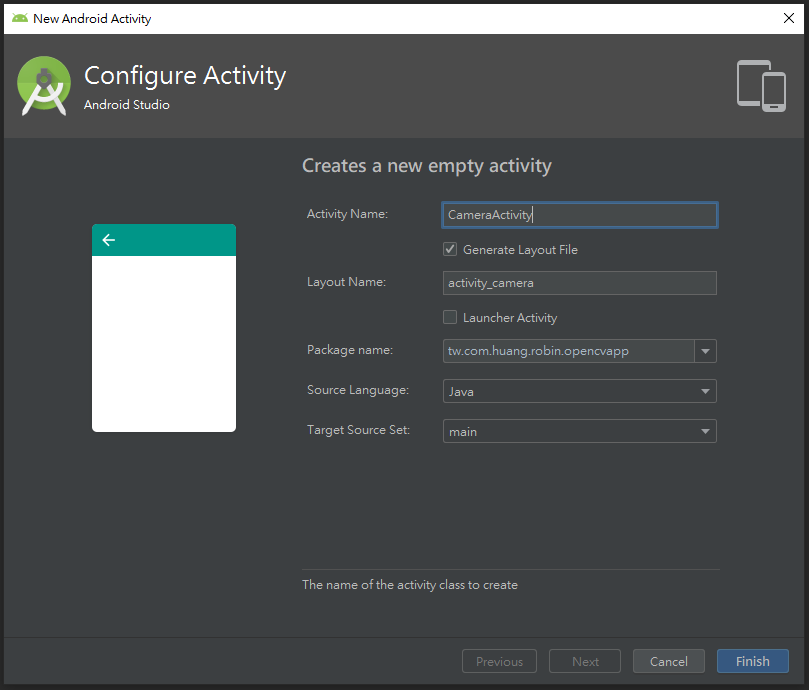 New Android Activity
Configure Activity
Android Studio
Creates a new empty activity
Activity Name:
CameraActivity
Generate Layout File
Layout Name:
activity_camera
Launcher Activity
Package name:
tw.com.huang.robin.opencvapp
Source Language:
Java
Target Source Set:
main
The name of the activity class to create
Previous
Next
Cancel
Finish